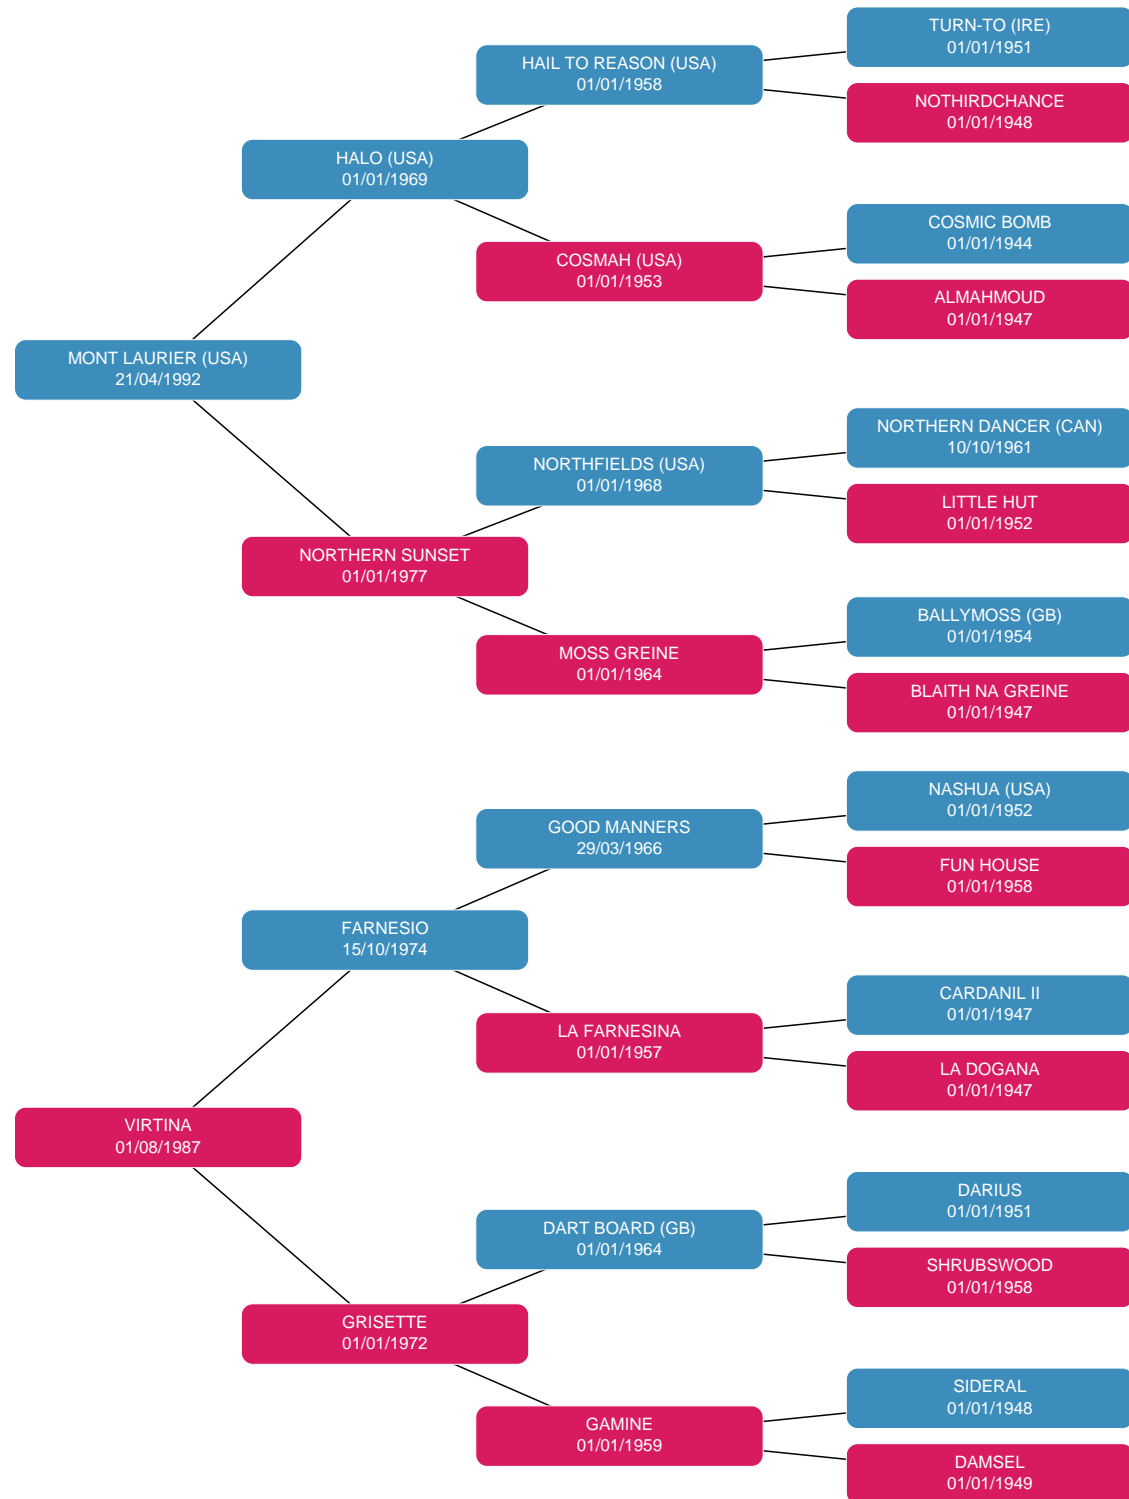 TURN-TO (IRE)
01/01/1951
HAIL TO REASON (USA)
01/01/1958
NOTHIRDCHANCE
01/01/1948
HALO (USA)
01/01/1969
COSMIC BOMB
01/01/1944
COSMAH (USA)
01/01/1953
ALMAHMOUD
01/01/1947
MONT LAURIER (USA)
21/04/1992
NORTHERN DANCER (CAN)
10/10/1961
NORTHFIELDS (USA)
01/01/1968
LITTLE HUT
01/01/1952
NORTHERN SUNSET
01/01/1977
BALLYMOSS (GB)
01/01/1954
MOSS GREINE
01/01/1964
BLAITH NA GREINE
01/01/1947
NASHUA (USA)
01/01/1952
GOOD MANNERS
29/03/1966
FUN HOUSE
01/01/1958
FARNESIO
15/10/1974
CARDANIL II
01/01/1947
LA FARNESINA
01/01/1957
LA DOGANA
01/01/1947
VIRTINA
01/08/1987
DARIUS
01/01/1951
DART BOARD (GB)
01/01/1964
SHRUBSWOOD
01/01/1958
GRISETTE
01/01/1972
SIDERAL
01/01/1948
GAMINE
01/01/1959
DAMSEL
01/01/1949